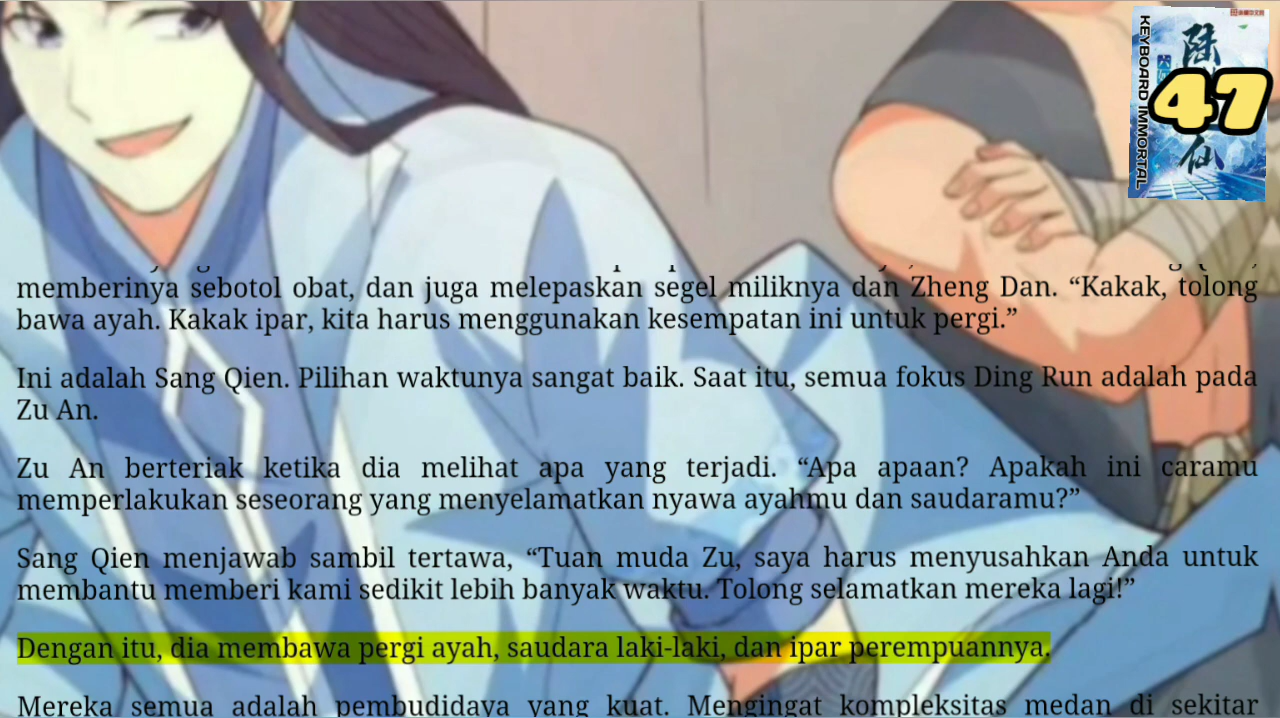 KEYBOARD IMMORTAL
47
memberinya sebotol obat, dan juga melepaskan segel miliknya dan Zheng Dan. “Kakak, tolong
bawa ayah. Kakak ipar, kita harus menggunakan kesempatan ini untuk pergi.”
Ini adalah Sang Qien. Pilihan waktunya sangat baik. Saat itu, semua fokus Ding Run adalah pada
Zu An.
Zu An berteriak ketika dia melihat apa yang terjadi. “Apa apaan? Apakah ini caramu
memperlakukan seseorang yang menyelamatkan nyawa ayahmu dan saudaramu?”
Sang Qien menjawab sambil tertawa, “Tuan muda Zu, saya harus menyusahkan Anda untuk
membantu memberi kami sedikit lebih banyak waktu. Tolong selamatkan mereka lagi!”
Dengan itu, dia membawa pergi ayah, saudara laki-laki, dan ipar perempuannya.
Mereka semua adalah pembudidaya yang kuat. Mengingat kompleksitas medan di sekitar